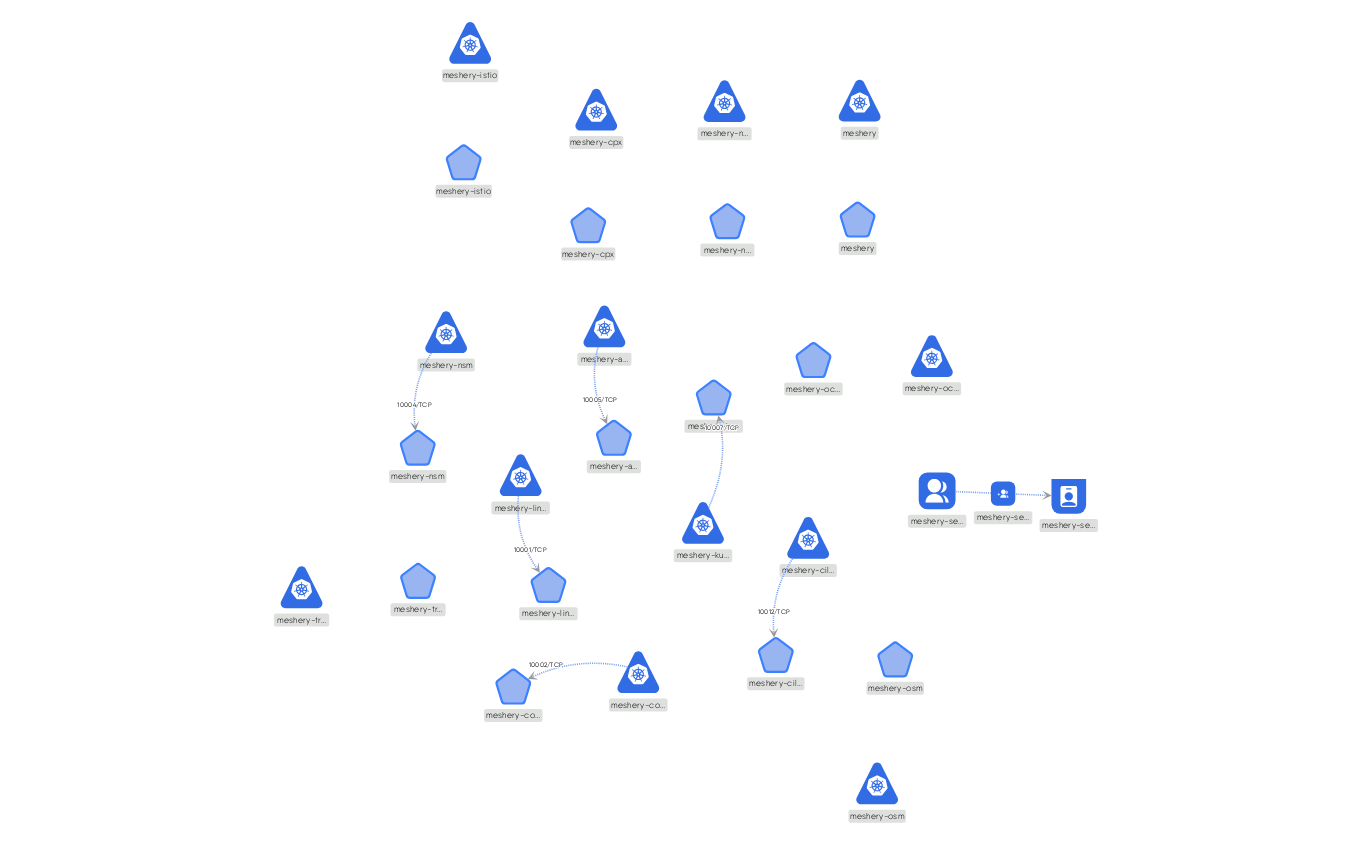 meshery-istio
meshery-cpx
meshery-n...
meshery
meshery-istio
meshery-cpx
meshery-n...
meshery
meshery-nsm
meshery-a...
meshery-oc...
meshery-oc...
10004/TCP
10005/TCP
10007/TCP
meshery-nsm
meshery-a...
meshery-lin...
meshery-se...
meshery-se...
meshery-se...
10001/TCP
meshery-ku...
meshery-cil...
meshery-tr...
meshery-tr...
meshery-lin...
10012/TCP
10002/TCP
meshery-co...
meshery-co...
meshery-cil...
meshery-osm
meshery-osm